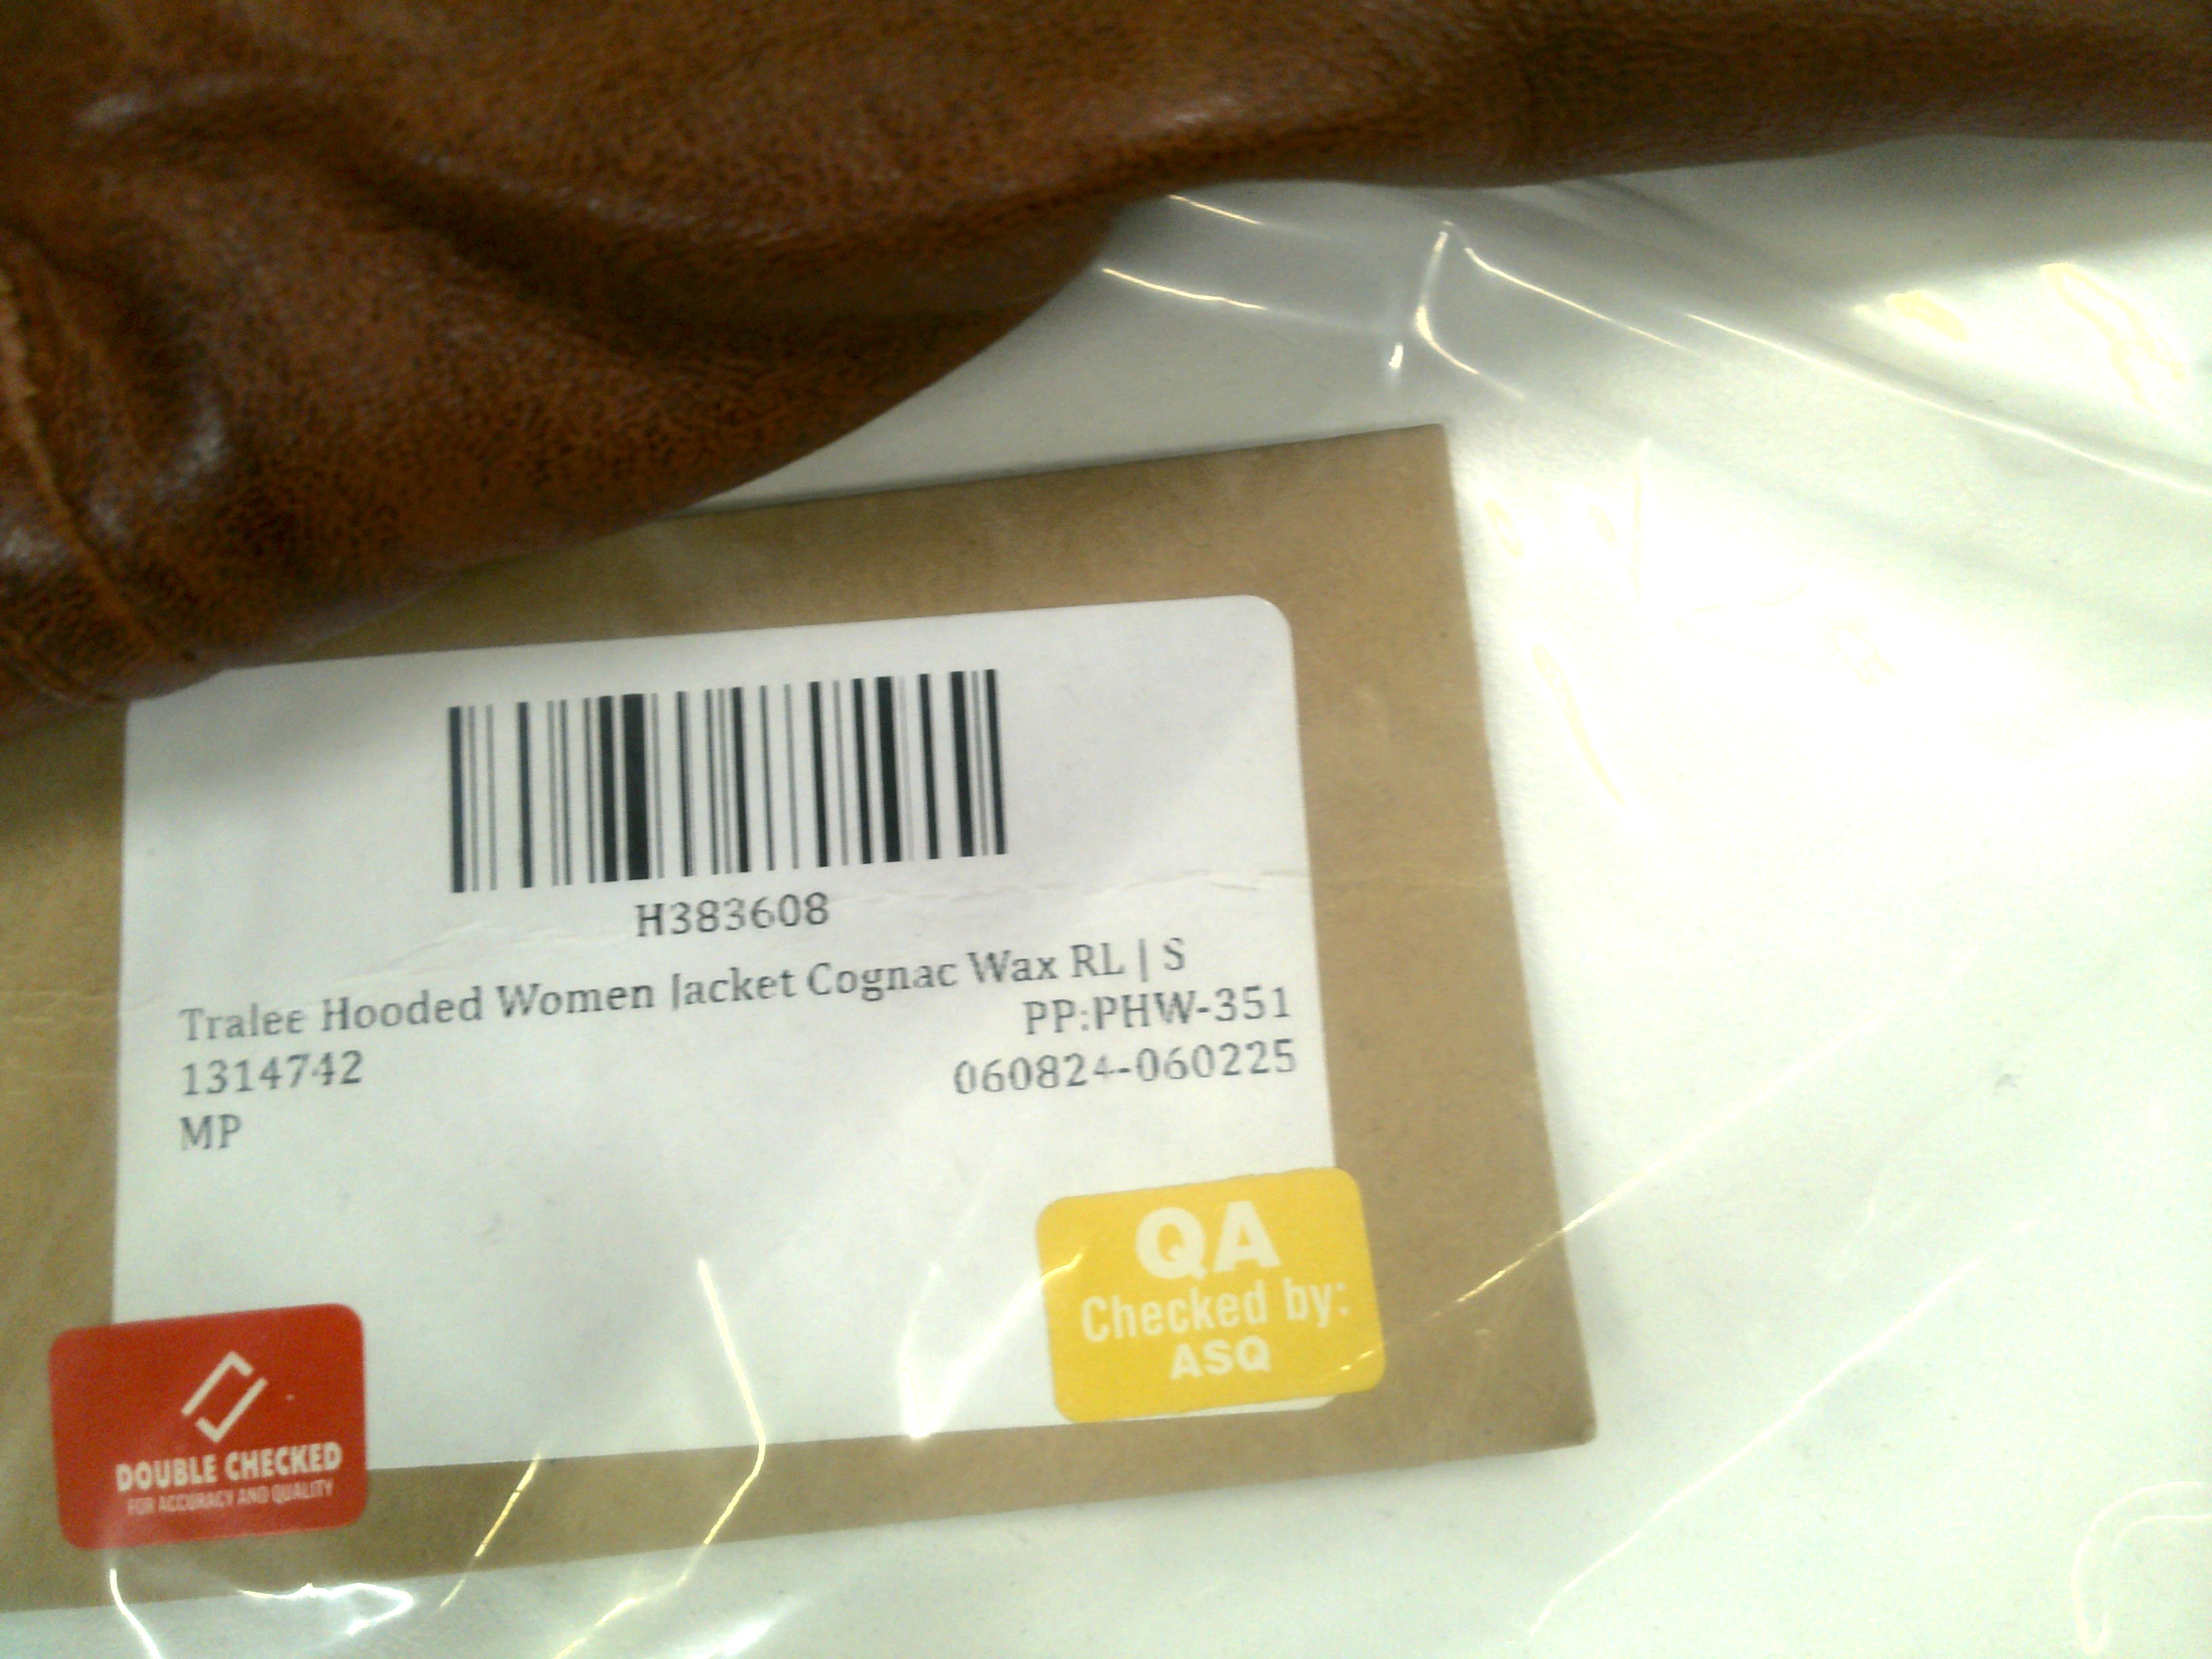 H383608
Tralee Hooded Women Jacket Cognac Wax RL | S
PP:PHW-351
1314742
060824-060225
MP
QA
Checked by:
ASQ
DOUBLE CHECKED
FOR ACCURACY AND QUALITY